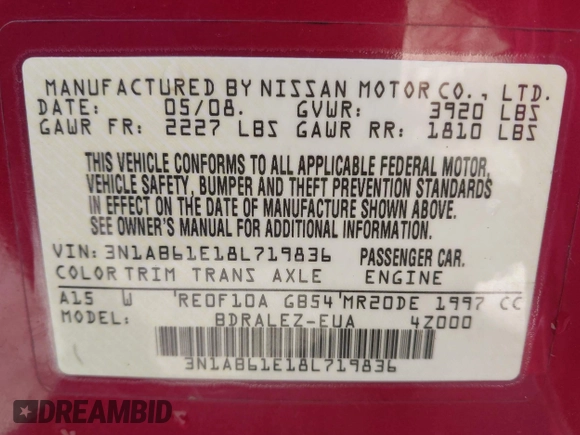 MANUFACTURED BY NISSAN MOTOR CO., LTD.
DATE: 05/08. GVWR: 3920 LBS
GAWR FR: 2227 LBS GAWR RR: 1810 LBS
THIS VEHICLE CONFORMS TO ALL APPLICABLE FEDERAL MOTOR
VEHICLE SAFETY, BUMPER AND THEFT PREVENTION STANDARDS
IN EFFECT ON THE DATE OF MANUFACTURE SHOWN ABOVE.
SEE OWNER'S MANUAL FOR ADDITIONAL INFORMATION.
VIN: 3N1AB61E18L719836 PASSENGER CAR.
COLOR TRIM TRANS AXLE ENGINE
A15 W 'RE0F10A GB54'MR20DE 1997 CC
MODEL: BDRALEZ-EUA 4Z000
3N1AB61E18L719836
DREAMBID